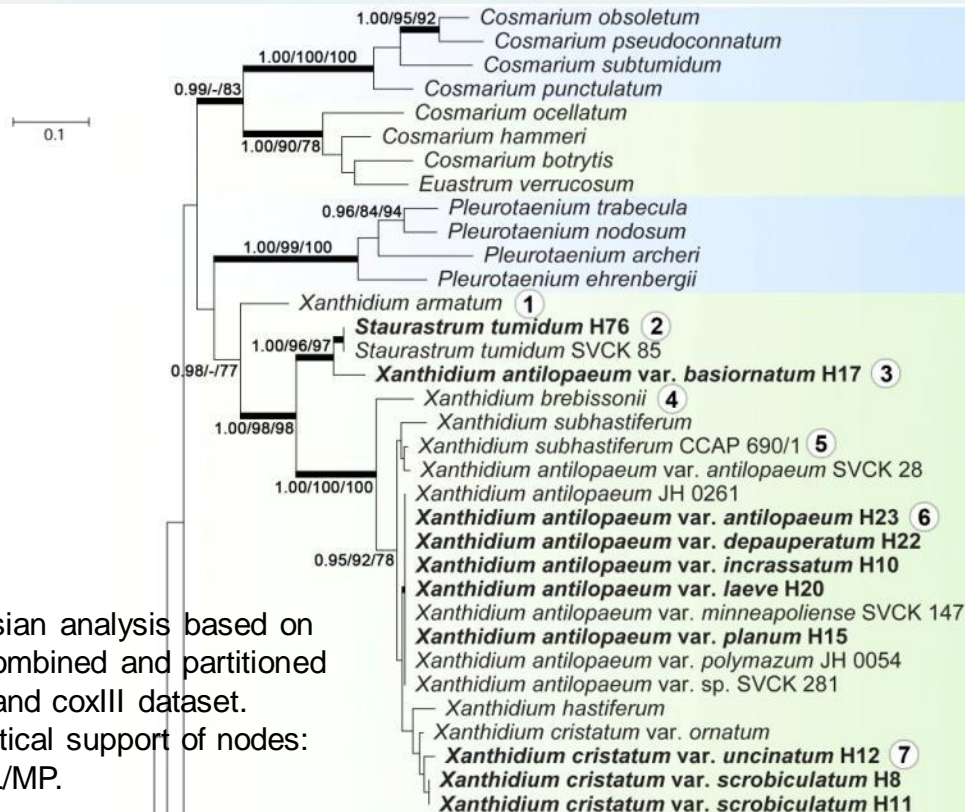 1.00/95/92
Cosmarium obsoletum
Cosmarium pseudoconnatum
1.00/100/100
Cosmarium subtumidum
0.99/-/83
Cosmarium punctulatum
Cosmarium ocellatum
0.1
Cosmarium hammeri
1.00/90/78
Cosmarium botrytis
Euastrum verrucosum
0.96/84/94
Pleurotaenium trabecula
Pleurotaenium nodosum
1.00/99/100
Pleurotaenium archeri
Pleurotaenium ehrenbergii
Xanthidium armatum 1
Staurastrum tumidum H76 2
1.00/96/97
Staurastrum tumidum SVCK 85
0.98/-/77
Xanthidium antilopaeum var. basiornatum H17 3
Xanthidium brebissonii 4
1.00/98/98
Xanthidium subhastiferum
Xanthidium subhastiferum CCAP 690/1 5
Xanthidium antilopaeum var. antilopaeum SVCK 28
1.00/100/100
Xanthidium antilopaeum JH 0261
Xanthidium antilopaeum var. antilopaeum H23 6
Xanthidium antilopaeum var. depauperatum H22
0.95/92/78
Xanthidium antilopaeum var. incrassatum H10
Xanthidium antilopaeum var. laeve H20
Xanthidium antilopaeum var. minneapoliense SVCK 147
Xanthidium antilopaeum var. planum H15
Xanthidium antilopaeum var. polymazum JH 0054
Xanthidium antilopaeum var. sp. SVCK 281
Xanthidium hastiferum
Xanthidium cristatum var. ornatum
Xanthidium cristatum var. uncinatum H12 7
Xanthidium cristatum var. scrobiculatum H8
Xanthidium cristatum var. scrobiculatum H11
sian analysis based on
ombined and partitioned
and coxIII dataset.
tical support of nodes:
L/MP.